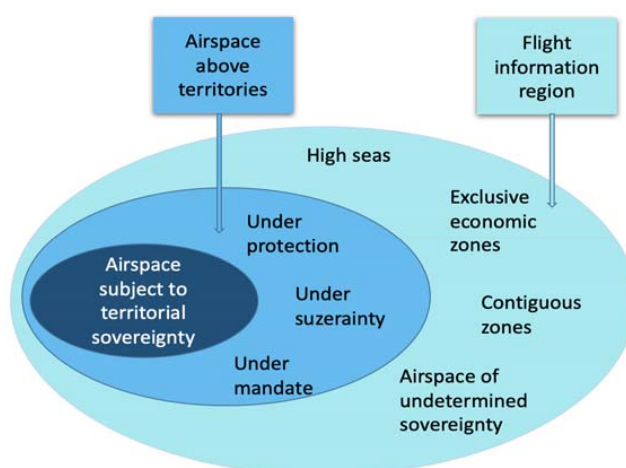 Airspace
above
territories
Flight
information
region
High seas
Exclusive
economic
zones
Under
protection
Airspace
subject to
territorial
sovereignty
Under
suzerainty
Contiguous
zones
Under
mandate
Airspace of
undetermined
sovereignty